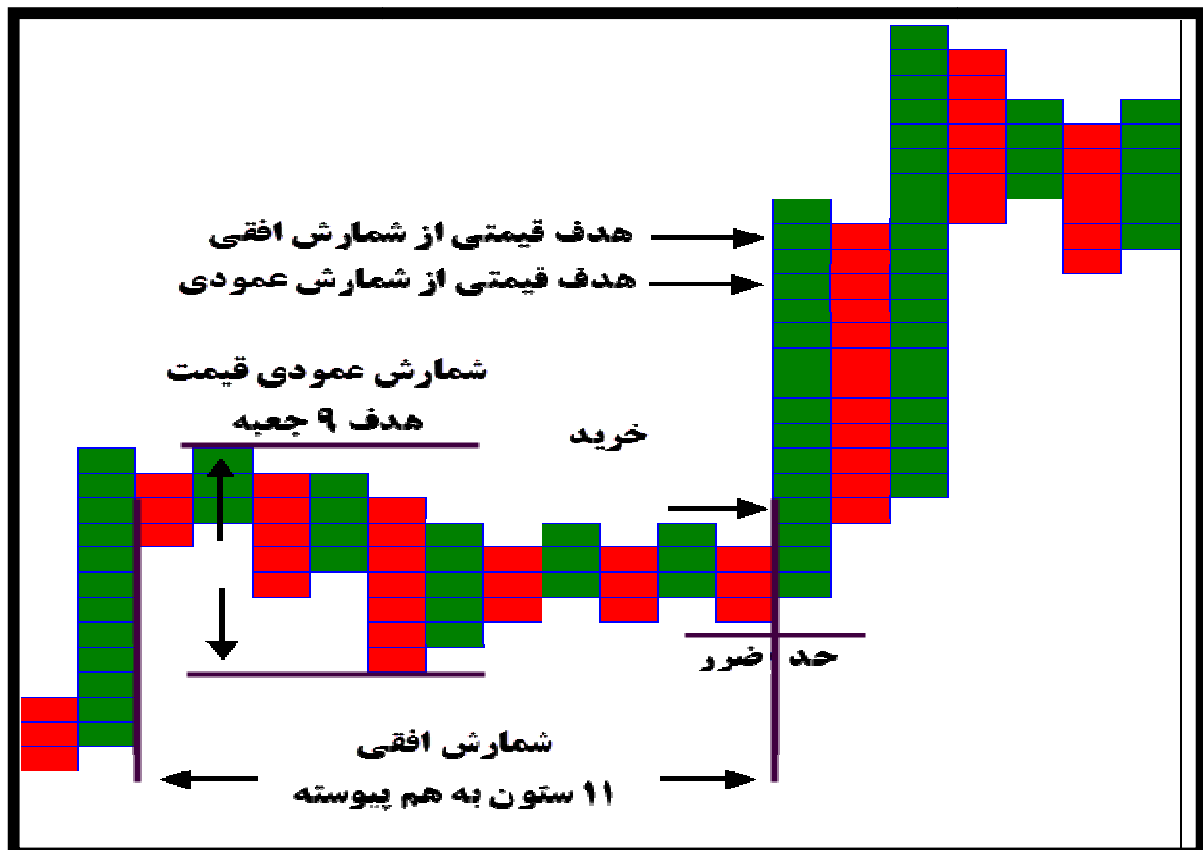 هدف قیمتی از شمارش افقی
هدف قیمتی از شمارش عمودی
شمارش عمودی قیمت
هدف ۹ جعبه
خرید
حد ضرر
شمارش افقی
۱۱ ستون به هم پیوسته